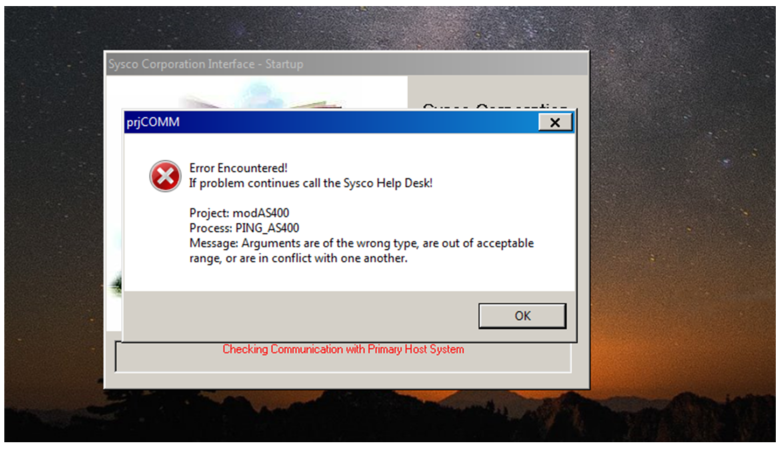 Sysco Corporation Interface - Startup
prjCOMM
Error Encountered!
If problem continues call the Sysco Help Desk!
Project: modAS400
Process: PING_AS400
Message: Arguments are of the wrong type, are out of acceptable
range, or are in conflict with one another.
OK
Checking Communication with Primary Host System